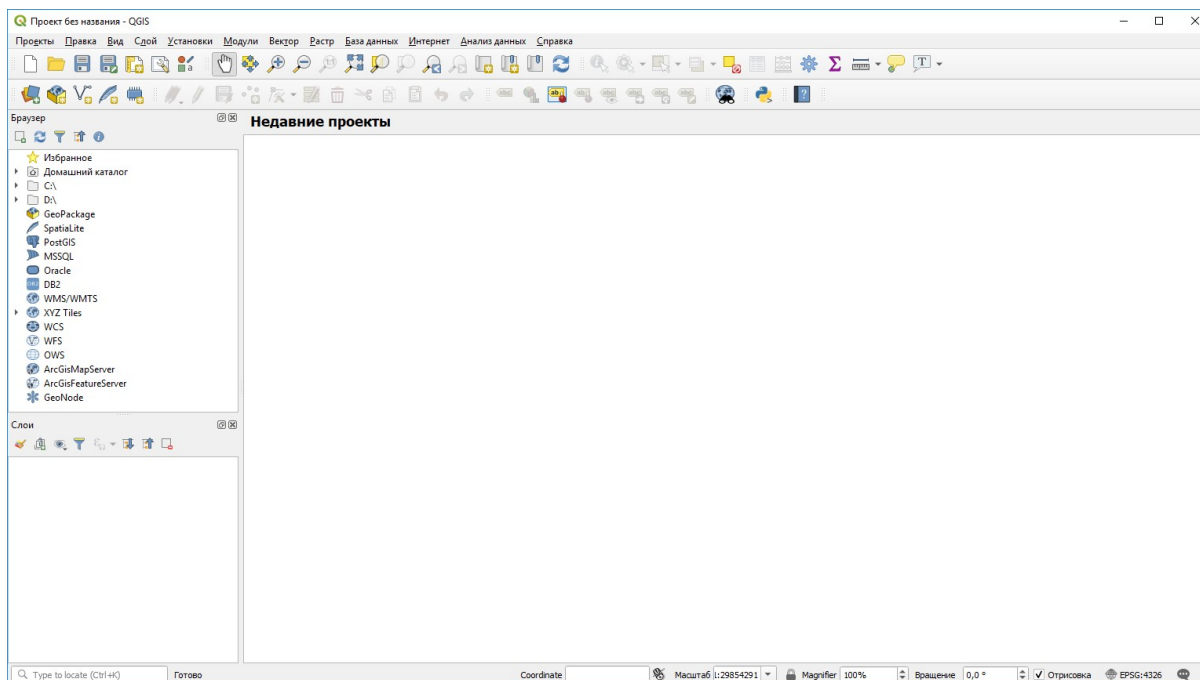 Проект без названия - QGIS
Проекты Правка Вид Слой Установки Модули Вектор Растр База данных Интернет Анализ данных Справка
Браузер
Недавние проекты
Избранное
Домашний каталог
C:\
D:\
GeoPackage
SpatiaLite
PostGIS
MSSQL
Oracle
DB2
WMS/WMTS
XYZ Tiles
WCS
WFS
OWS
ArcGisMapServer
ArcGisFeatureServer
GeoNode
Слои
Type to locate (Ctrl+K) Готово Coordinate Масштаб 1:29854291 Magnifier 100% Вращение 0,0 ° Отрисовка EPSG:4326